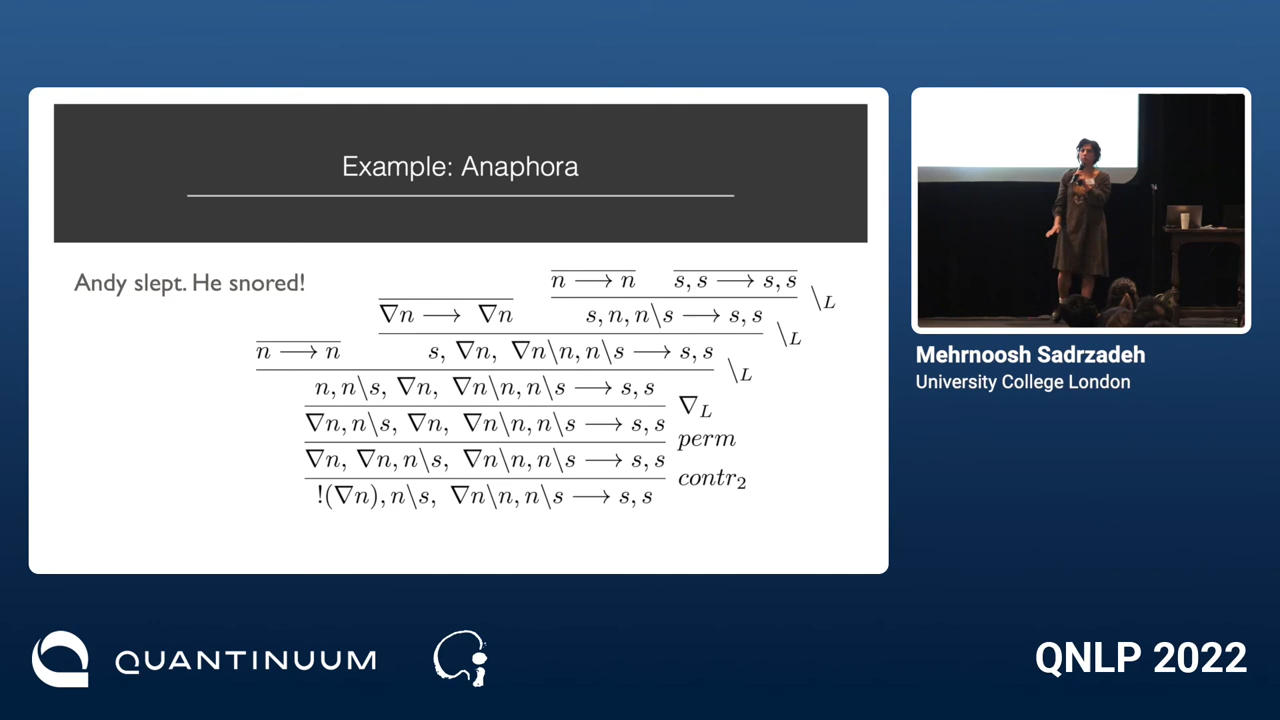 Example: Anaphora
Andy slept. He snored!
n ⟶ n    s, s ⟶ s, s
\L
∇n ⟶ ∇n    s, n, n\s ⟶ s, s
\L
n ⟶ n    s, ∇n, ∇n\n, n\s ⟶ s, s
\L
n, n\s, ∇n, ∇n\n, n\s ⟶ s, s
∇L
∇n, n\s, ∇n, ∇n\n, n\s ⟶ s, s
perm
∇n, ∇n, n\s, ∇n\n, n\s ⟶ s, s
contr₂
!(∇n), n\s, ∇n\n, n\s ⟶ s, s
Mehrnoosh Sadrzadeh
University College London
QUANTINUUM
QNLP 2022